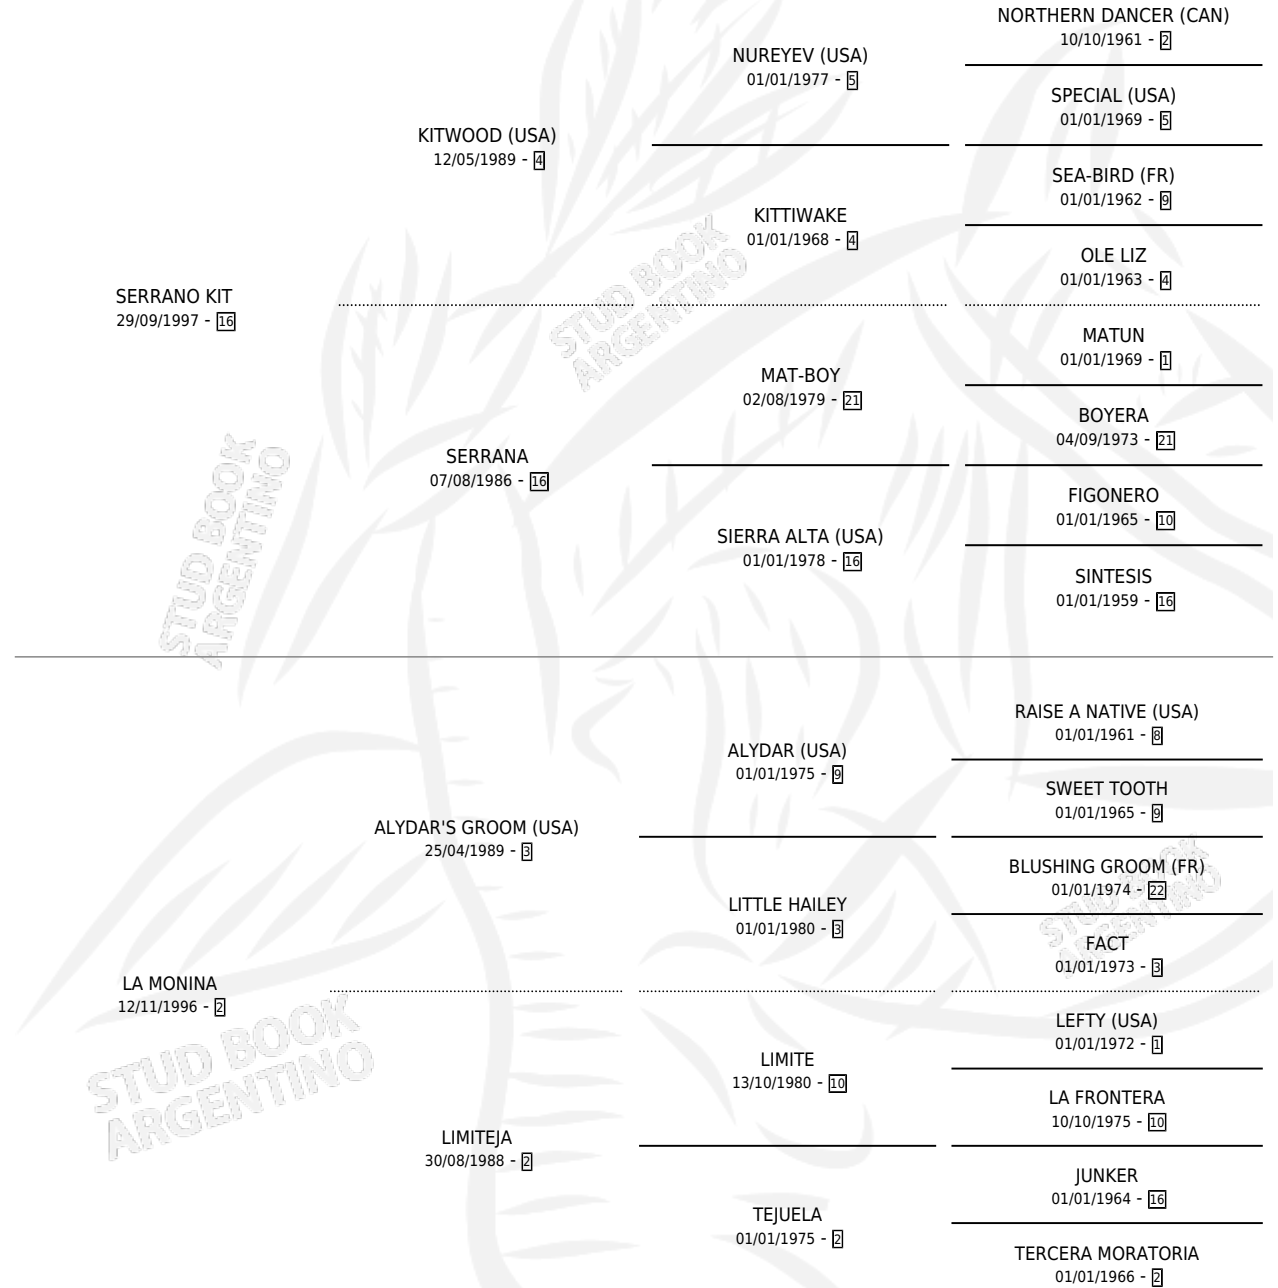 NORTHERN DANCER (CAN)
10/10/1961 - 2
NUREYEV (USA)
01/01/1977 - 5
SPECIAL (USA)
01/01/1969 - 5
KITWOOD (USA)
12/05/1989 - 4
SEA-BIRD (FR)
01/01/1962 - 9
KITTIWAKE
01/01/1968 - 4
OLE LIZ
01/01/1963 - 4
SERRANO KIT
29/09/1997 - 16
STUD BOOK
ARGENTINO
MATUN
01/01/1969 - 1
MAT-BOY
02/08/1979 - 21
BOYERA
04/09/1973 - 21
SERRANA
07/08/1986 - 16
FIGONERO
01/01/1965 - 10
SIERRA ALTA (USA)
01/01/1978 - 16
SINTESIS
01/01/1959 - 16
STUD BOOK
ARGENTINO
RAISE A NATIVE (USA)
01/01/1961 - 8
ALYDAR (USA)
01/01/1975 - 9
SWEET TOOTH
01/01/1965 - 9
ALYDAR'S GROOM (USA)
25/04/1989 - 3
BLUSHING GROOM (FR)
01/01/1974 - 22
LITTLE HAILEY
01/01/1980 - 3
STUD BOOK
ARGENTINO
FACT
01/01/1973 - 3
LA MONINA
12/11/1996 - 2
LEFTY (USA)
01/01/1972 - 1
LIMITE
13/10/1980 - 10
LA FRONTERA
10/10/1975 - 10
STUD BOOK
ARGENTINO
LIMITEJA
30/08/1988 - 2
JUNKER
01/01/1964 - 16
TEJUELA
01/01/1975 - 2
TERCERA MORATORIA
01/01/1966 - 2